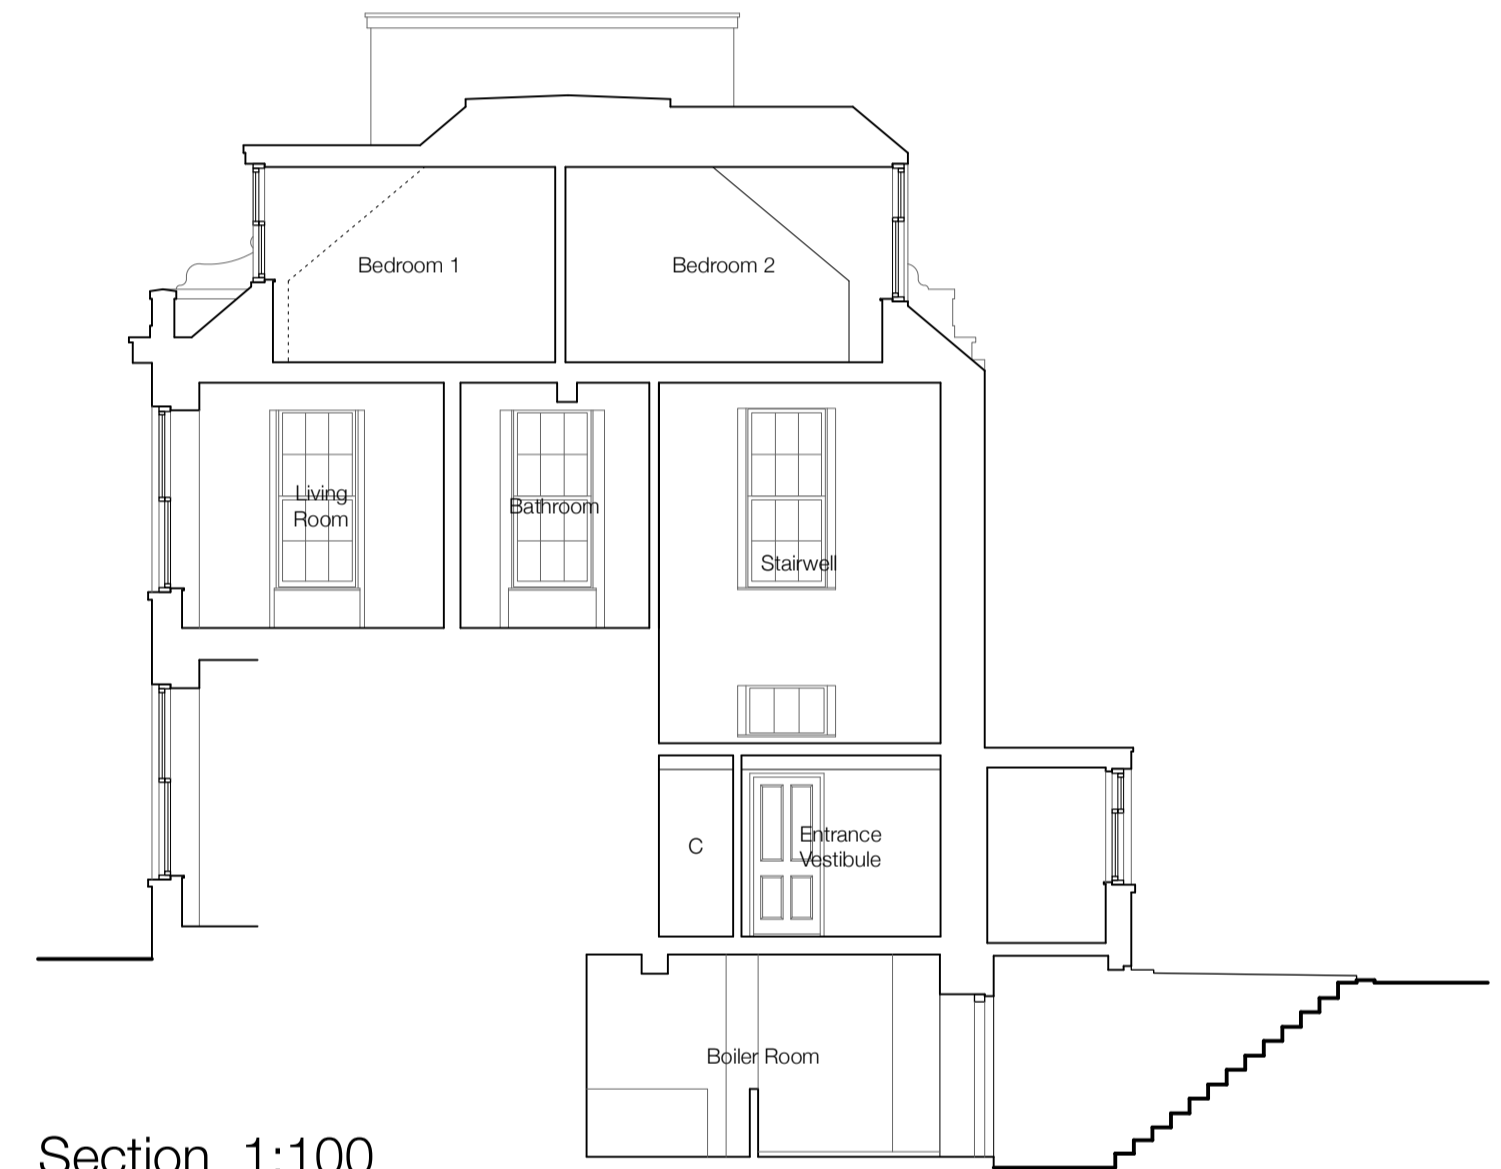 Bedroom 1
Bedroom 2
Living
Room
Bathroom
Stairwell
C
Entrance
Vestibule
Boiler Room
Section 1:100